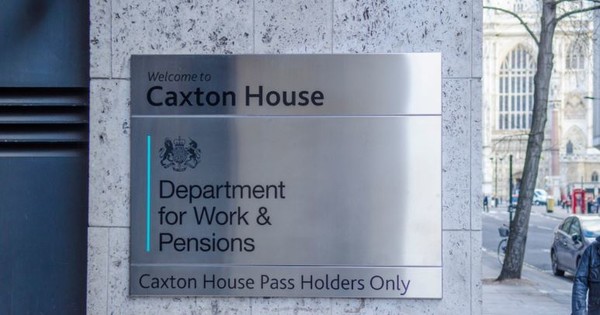 Welcome to
Caxton House
Department
for Work &
Pensions
Caxton House Pass Holders Only